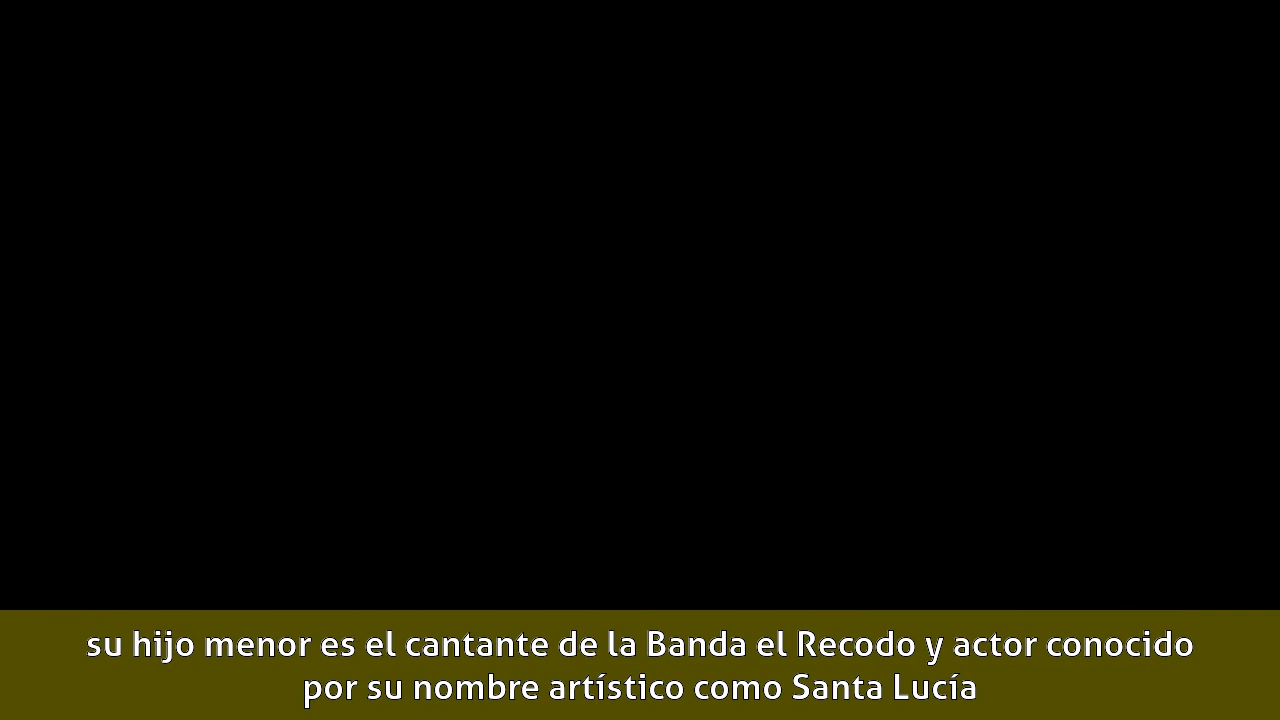 su hijo menor es el cantante de la Banda el Recodo y actor conocido
por su nombre artístico como Santa Lucía